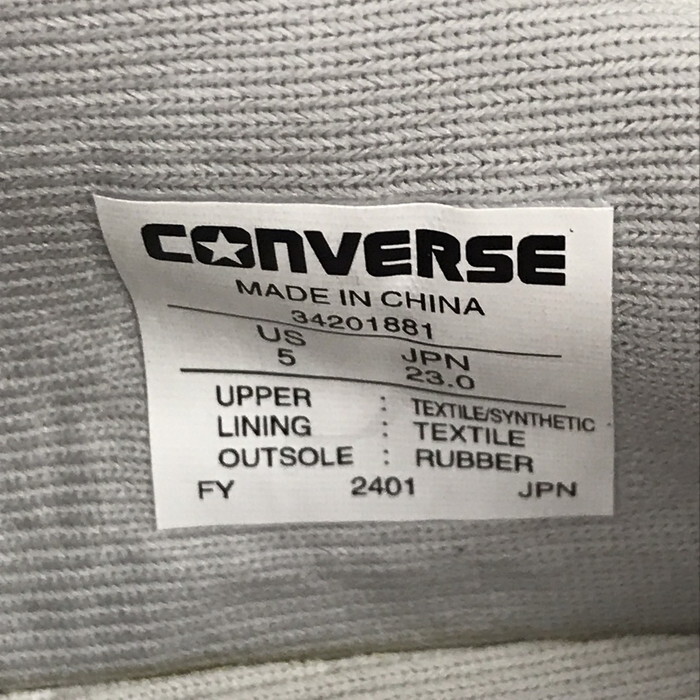 CONVERSE
MADE IN CHINA
34201881
US JPN
5 23.0
UPPER : TEXTILE/SYNTHETIC
LINING : TEXTILE
OUTSOLE : RUBBER
FY 2401 JPN